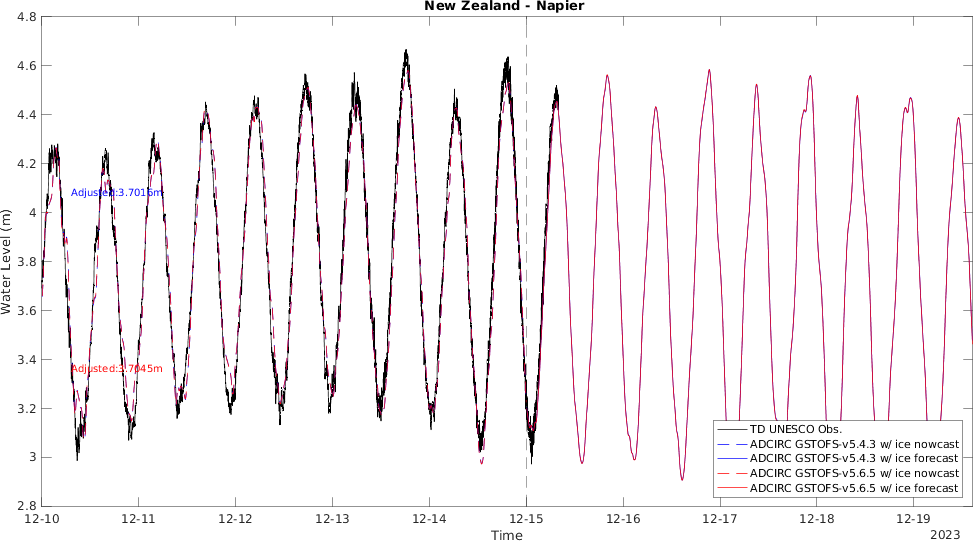 New Zealand - Napier
4.8
4.6
4.4
4.2
4
3.8
3.6
3.4
3.2
3
2.8
Water Level (m)
Adjusted:3.7016m
Adjusted:3.7045m
TD UNESCO Obs.
ADCIRC GSTOFS-v5.4.3 w/ ice nowcast
ADCIRC GSTOFS-v5.4.3 w/ ice forecast
ADCIRC GSTOFS-v5.6.5 w/ ice nowcast
ADCIRC GSTOFS-v5.6.5 w/ ice forecast
12-10 12-11 12-12 12-13 12-14 12-15 12-16 12-17 12-18 12-19
Time
2023